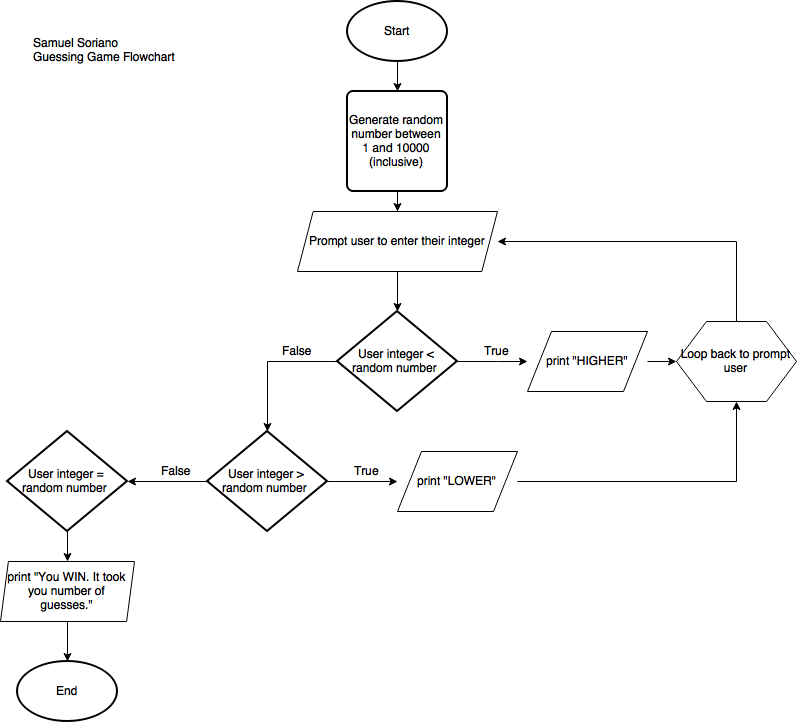 Samuel Soriano
Guessing Game Flowchart
Start
Generate random
number between
1 and 10000
(inclusive)
Prompt user to enter their integer
User integer <
random number
False
True
print "HIGHER"
Loop back to prompt
user
User integer >
random number
False
True
print "LOWER"
User integer =
random number
print "You WIN. It took
you number of
guesses."
End